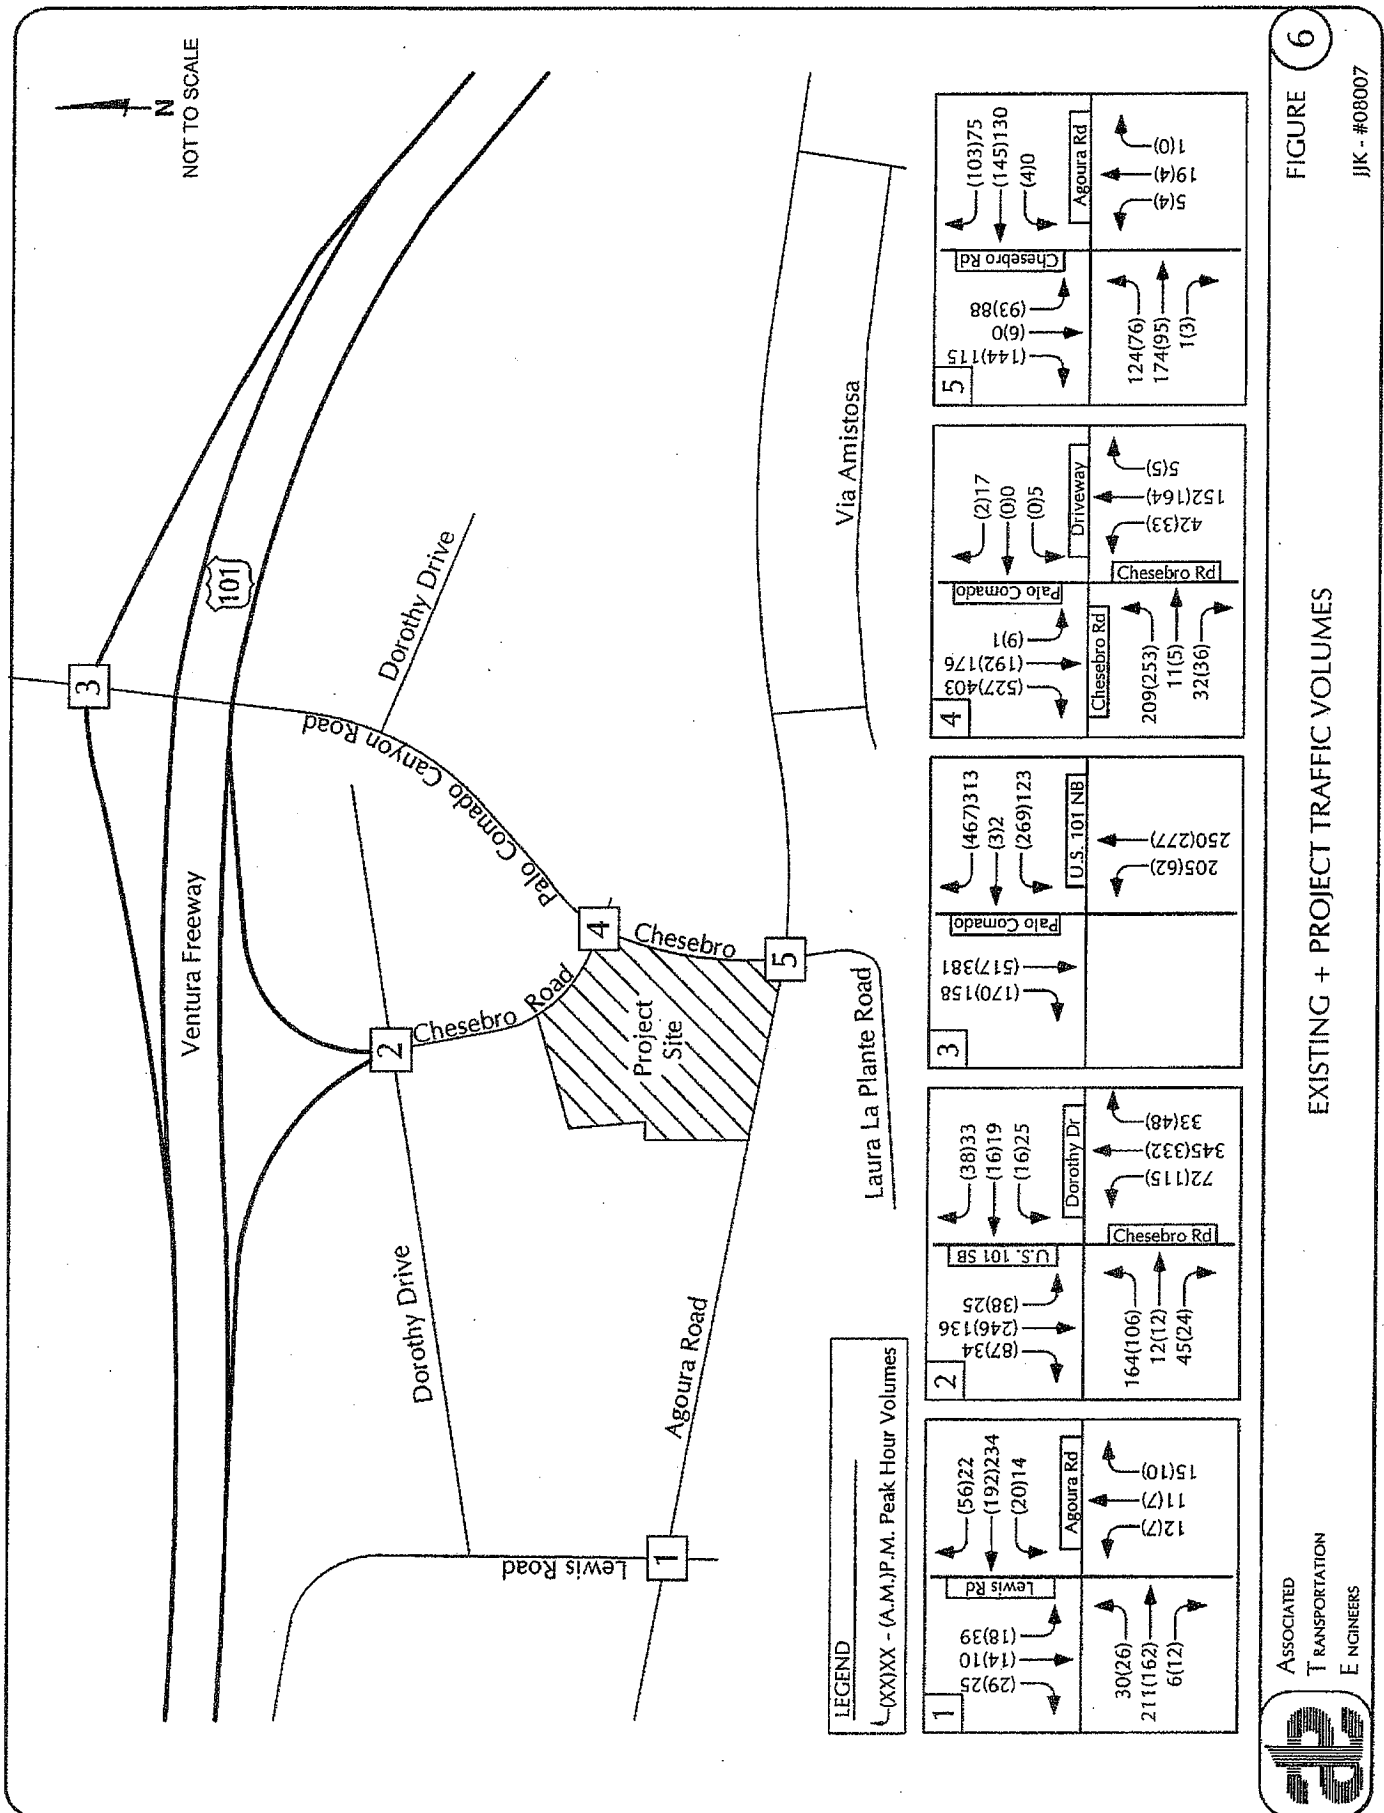 N
NOT TO SCALE
3
101
Ventura Freeway
Palo Comado Canyon Road
Dorothy Drive
2
Dorothy Drive
Chesebro Road
4
Chesebro
Project
Site
Lewis Road
1
Agoura Road
5
Via Amistosa
Laura La Plante Road
LEGEND
(XX)XX - (A.M.)P.M. Peak Hour Volumes
1
(29)25
(14)10
(18)39
Lewis Rd
(56)22
(192)234
(20)14
Agoura Rd
30(26)
211(162)
6(12)
12(7)
11(7)
15(10)
2
(87)34
(246)136
(38)25
U.S. 101 SB
(38)33
(16)19
(16)25
Dorothy Dr
164(106)
12(12)
45(24)
Chesebro Rd
72(115)
345(332)
33(48)
3
(170)158
(517)381
Palo Comado
(467)313
(3)2
(269)123
U.S. 101 NB
205(62)
250(277)
4
(527)403
(192)176
(9)1
Palo Comado
(2)17
(0)0
(0)5
Driveway
Chesebro Rd
209(253)
11(5)
32(36)
Chesebro Rd
42(33)
152(164)
5(5)
5
(144)115
(6)0
(93)88
Chesebro Rd
(103)75
(145)130
(4)0
Agoura Rd
124(76)
174(95)
1(3)
5(4)
19(4)
1(0)
ASSOCIATED
TRANSPORTATION
ENGINEERS
EXISTING + PROJECT TRAFFIC VOLUMES
FIGURE 6
JJK - #08007